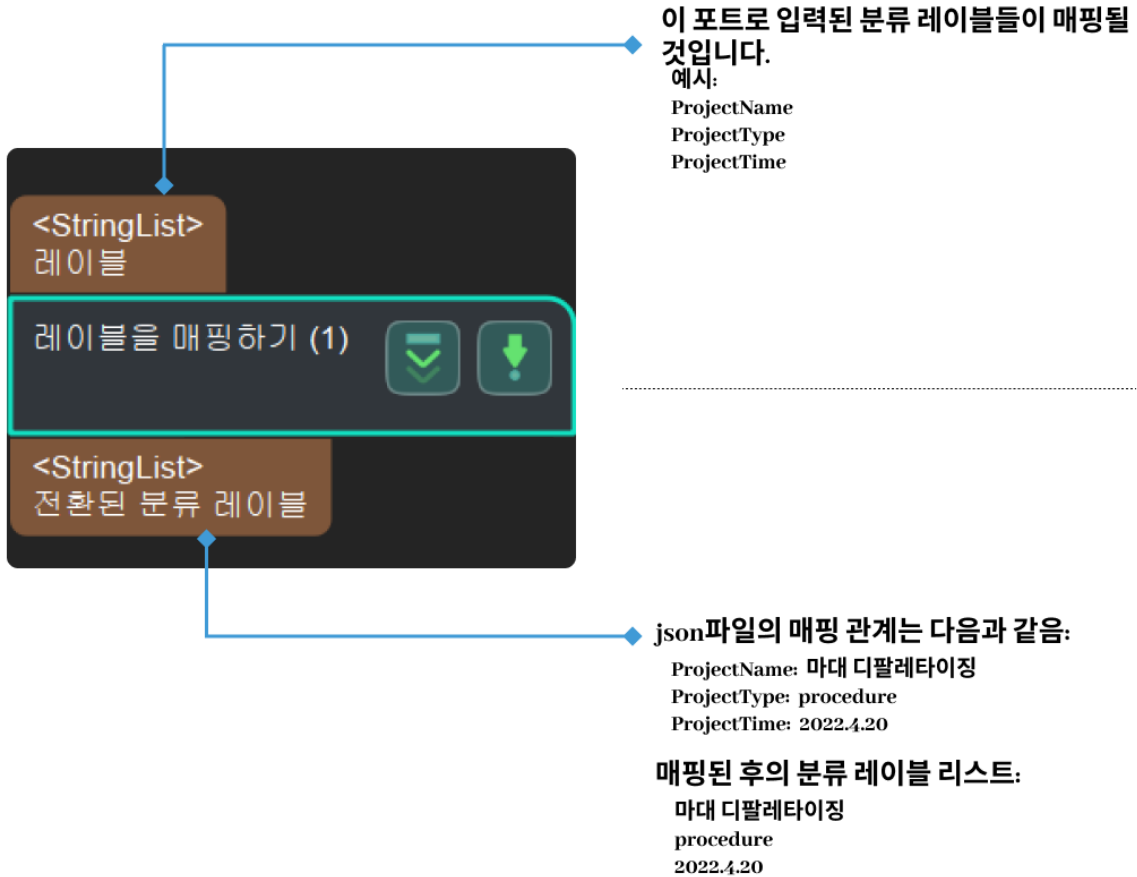 이 포트로 입력된 분류 레이블들이 매핑될
것입니다.
예시:
ProjectName
ProjectType
ProjectTime
<StringList>
레이블
레이블을 매핑하기 (1)
<StringList>
전환된 분류 레이블
json파일의 매핑 관계는 다음과 같음:
ProjectName: 마대 디팔레타이징
ProjectType: procedure
ProjectTime: 2022.4.20
매핑된 후의 분류 레이블 리스트:
마대 디팔레타이징
procedure
2022.4.20